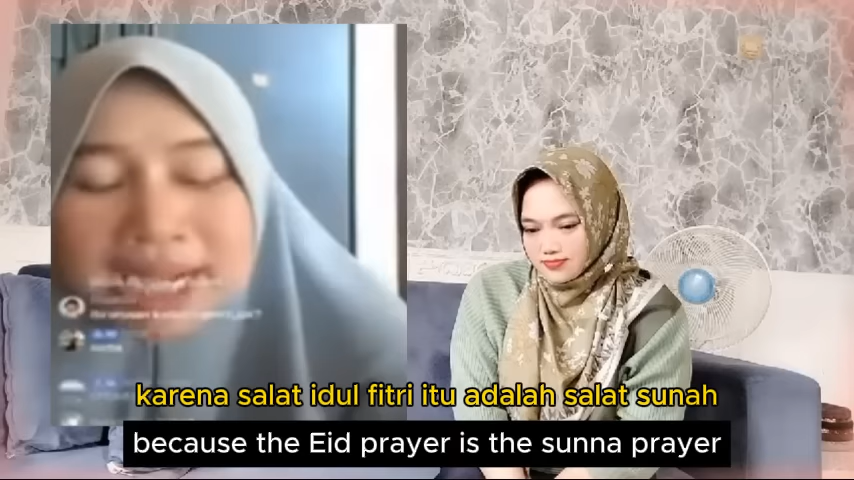 karena salat idul fitri itu adalah salat sunah
because the Eid prayer is the sunna prayer